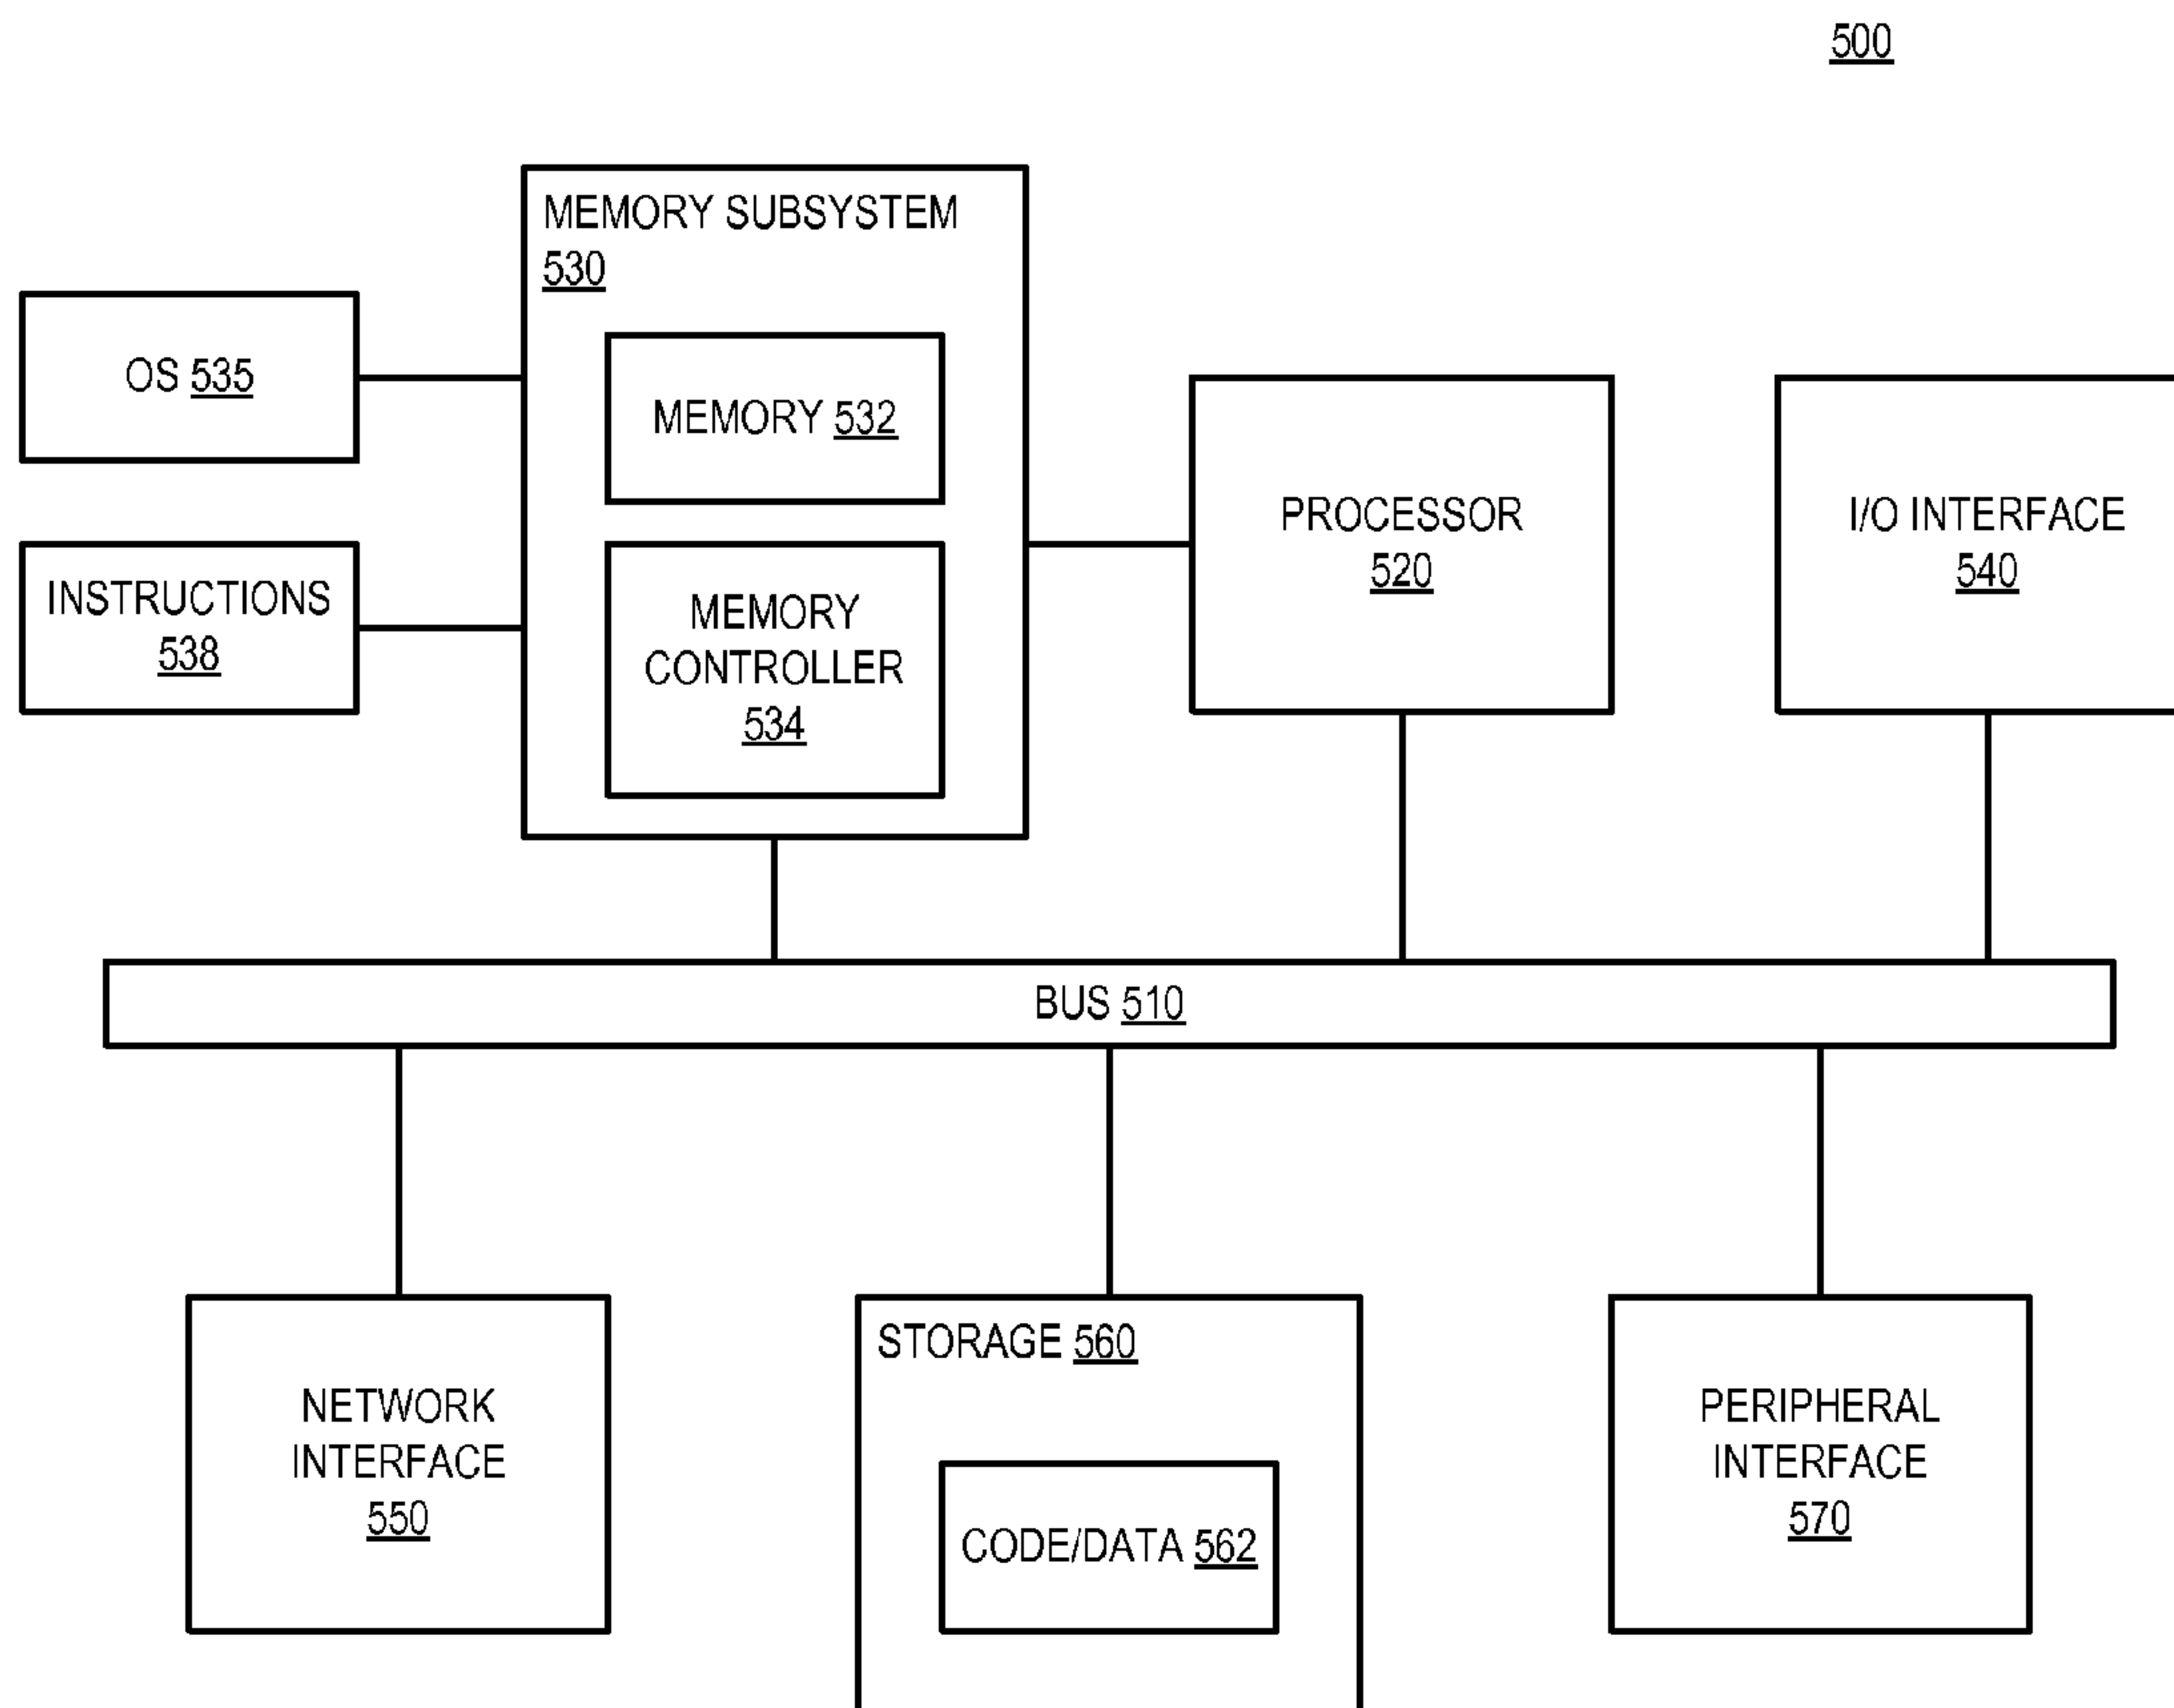 500
MEMORY SUBSYSTEM
530
OS 535
MEMORY 532
PROCESSOR
520
I/O INTERFACE
540
INSTRUCTIONS
538
MEMORY
CONTROLLER
534
BUS 510
NETWORK
INTERFACE
550
STORAGE 560
CODE/DATA 562
PERIPHERAL
INTERFACE
570